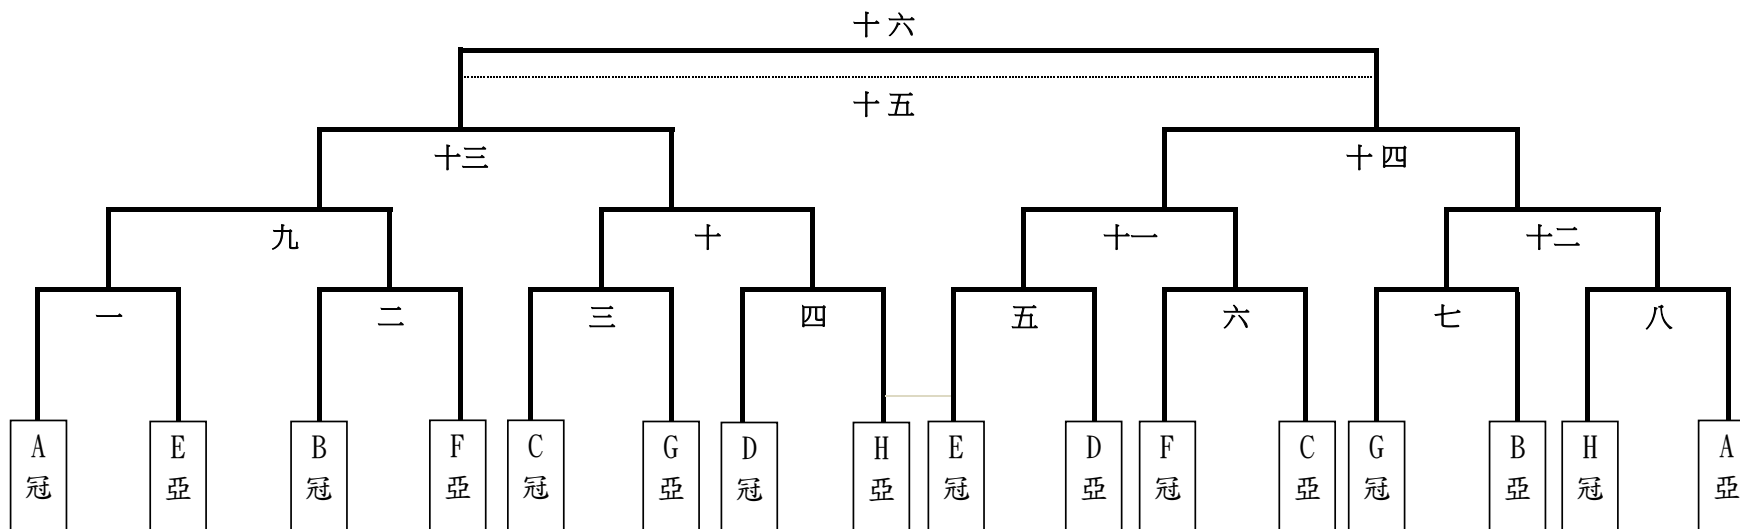 十六
十五
十三 十四
九 十 十一 十二
一 二 三 四 五 六 七 八
A E B F C G D H E D F C G B H A
冠 亞 冠 亞 冠 亞 冠 亞 冠 亞 冠 亞 冠 亞 冠 亞